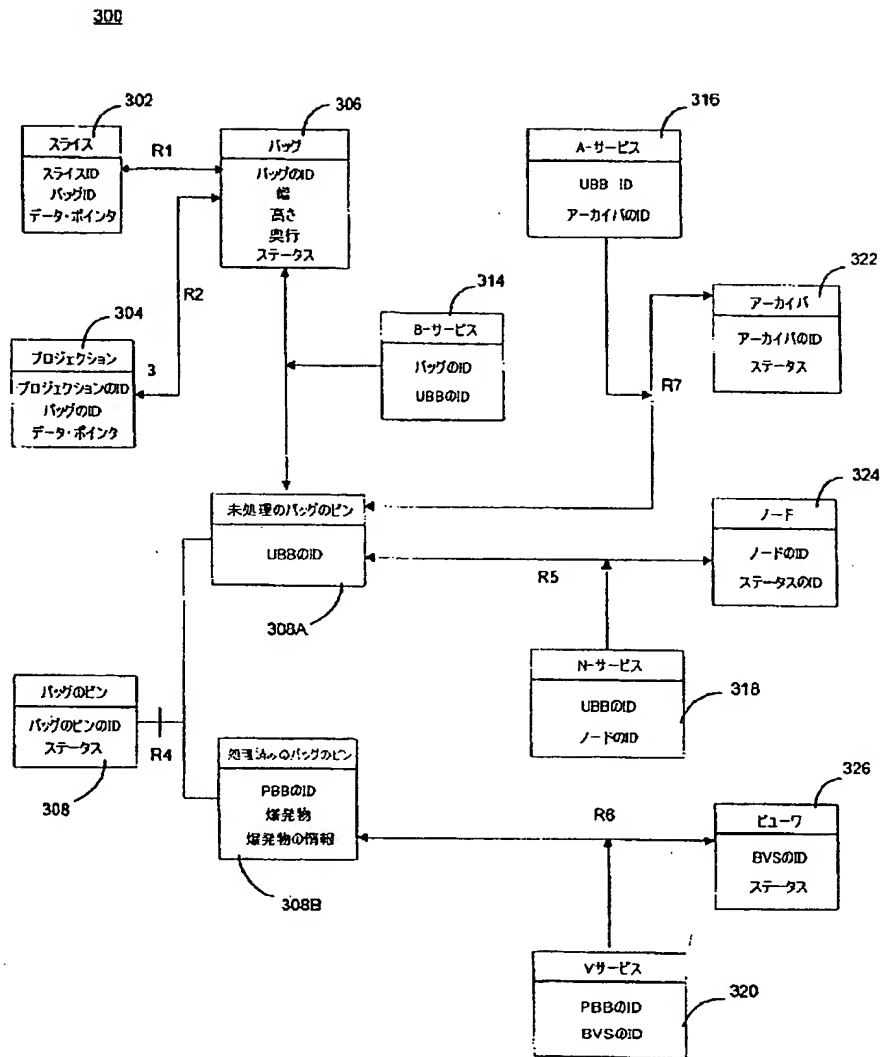 300
302
スライス
スライスID
バッグID
データ・ポインタ
R1
306
バッグ
バッグのID
幅
高さ
奥行
ステータス
316
A-サービス
UBB ID
アーカイバのID
R2
304
プロジェクション
プロジェクションのID
バッグのID
データ・ポインタ
3
314
B-サービス
バッグのID
UBBのID
322
アーカイバ
アーカイバのID
ステータス
R7
未処理のバッグのビン
UBBのID
308A
324
ノード
ノードのID
ステータスのID
R5
N-サービス
UBBのID
ノードのID
318
バッグのビン
バッグのビンのID
ステータス
308
R4
処理済みのバッグのビン
PBBのID
爆発物
爆発物の情報
308B
R6
326
ビューワ
BVSのID
ステータス
Vサービス
PBBのID
BVSのID
320